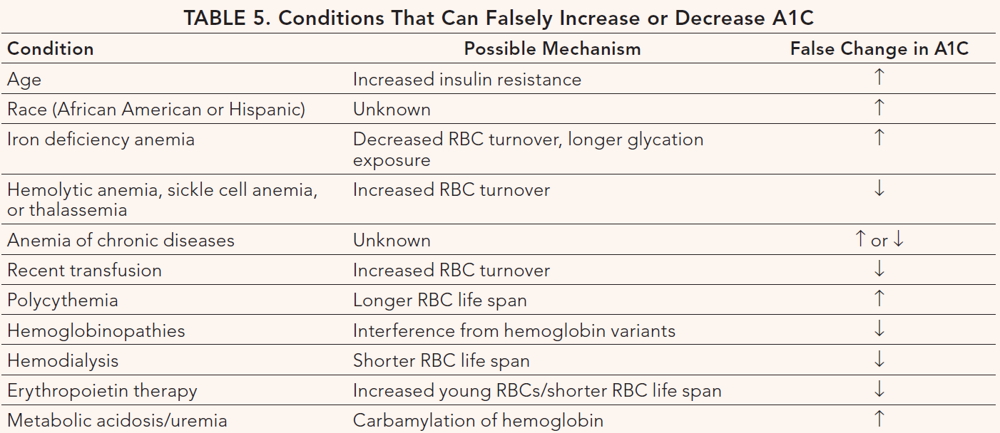 TABLE 5. Conditions That Can Falsely Increase or Decrease A1C
Condition Possible Mechanism False Change in A1C
Age Increased insulin resistance ↑
Race (African American or Hispanic) Unknown ↑
Iron deficiency anemia Decreased RBC turnover, longer glycation exposure ↑
Hemolytic anemia, sickle cell anemia, or thalassemia Increased RBC turnover ↓
Anemia of chronic diseases Unknown ↑ or ↓
Recent transfusion Increased RBC turnover ↓
Polycythemia Longer RBC life span ↑
Hemoglobinopathies Interference from hemoglobin variants ↓
Hemodialysis Shorter RBC life span ↓
Erythropoietin therapy Increased young RBCs/shorter RBC life span ↓
Metabolic acidosis/uremia Carbamylation of hemoglobin ↑